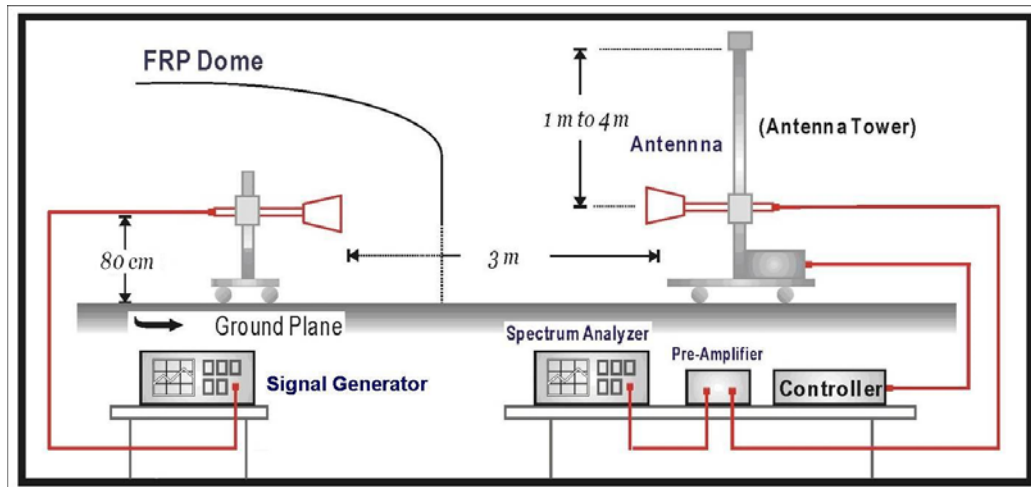 FRP Dome
1 m to 4 m
(Antenna Tower)
Antennna
80 cm
3 m
Ground Plane
Spectrum Analyzer
Pre-Amplifier
Signal Generator
Controller